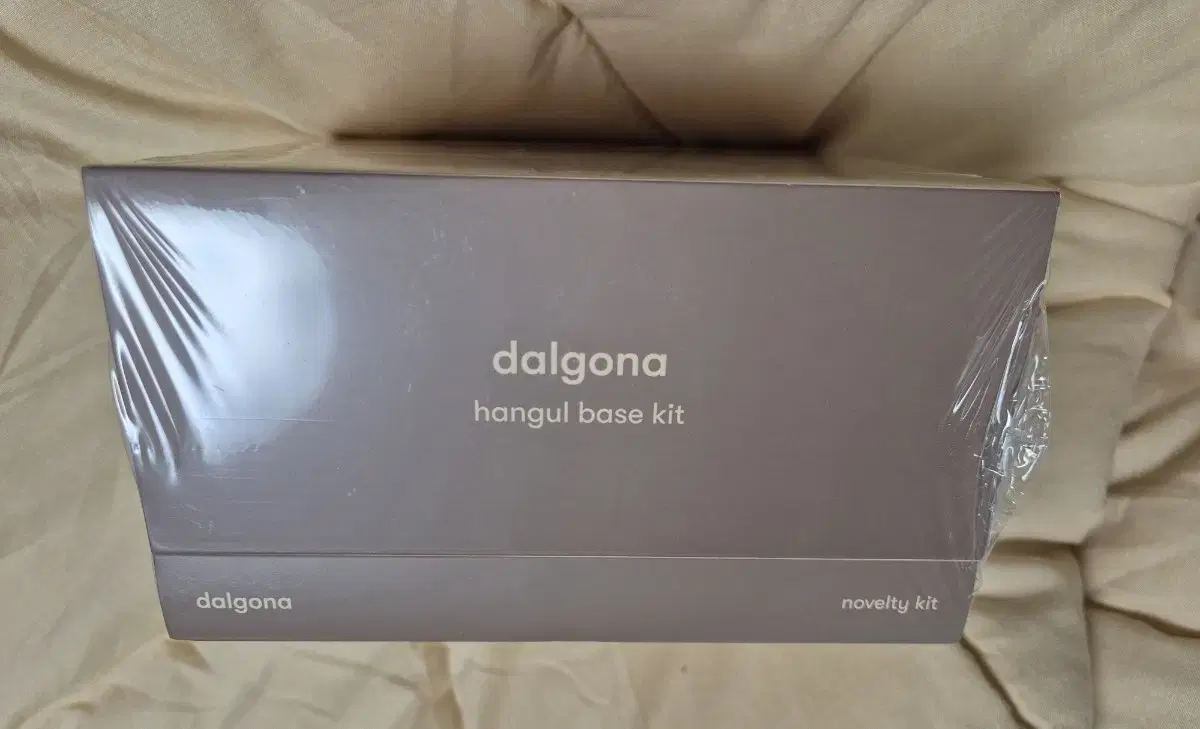 dalgona
hangul base kit
dalgona
novelty kit